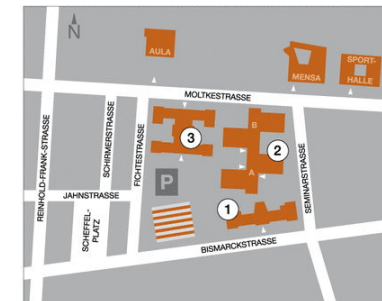 N
AULA
MENSA
SPORT-
HALLE
MOLTKESTRASSE
REINHOLD-FRANK-STRASSE
SCHIRMERSTRASSE
FICHTESTRASSE
3
B
2
A
P
SEMINARSTRASSE
JAHNSTRASSE
SCHEFFEL-
PLATZ
1
BISMARCKSTRASSE